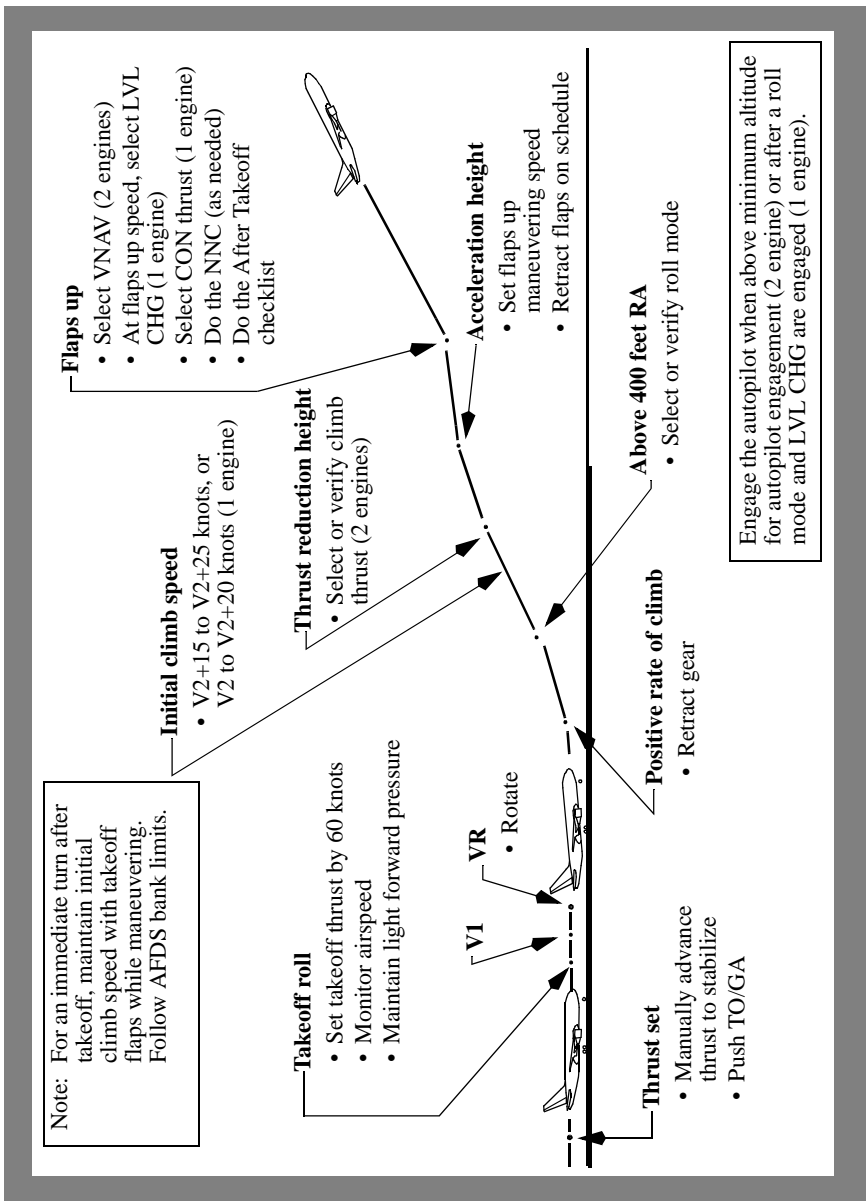 Note: For an immediate turn after
takeoff, maintain initial
climb speed with takeoff
flaps while maneuvering.
Follow AFDS bank limits.
Takeoff roll
• Set takeoff thrust by 60 knots
• Monitor airspeed
• Maintain light forward pressure
V1
VR
• Rotate
Thrust set
• Manually advance
thrust to stabilize
• Push TO/GA
Initial climb speed
• V2+15 to V2+25 knots, or
V2 to V2+20 knots (1 engine)
Thrust reduction height
• Select or verify climb
thrust (2 engines)
Positive rate of climb
• Retract gear
Flaps up
• Select VNAV (2 engines)
• At flaps up speed, select LVL
CHG (1 engine)
• Select CON thrust (1 engine)
• Do the NNC (as needed)
• Do the After Takeoff
checklist
Acceleration height
• Set flaps up
maneuvering speed
• Retract flaps on schedule
Above 400 feet RA
• Select or verify roll mode
Engage the autopilot when above minimum altitude
for autopilot engagement (2 engine) or after a roll
mode and LVL CHG are engaged (1 engine).